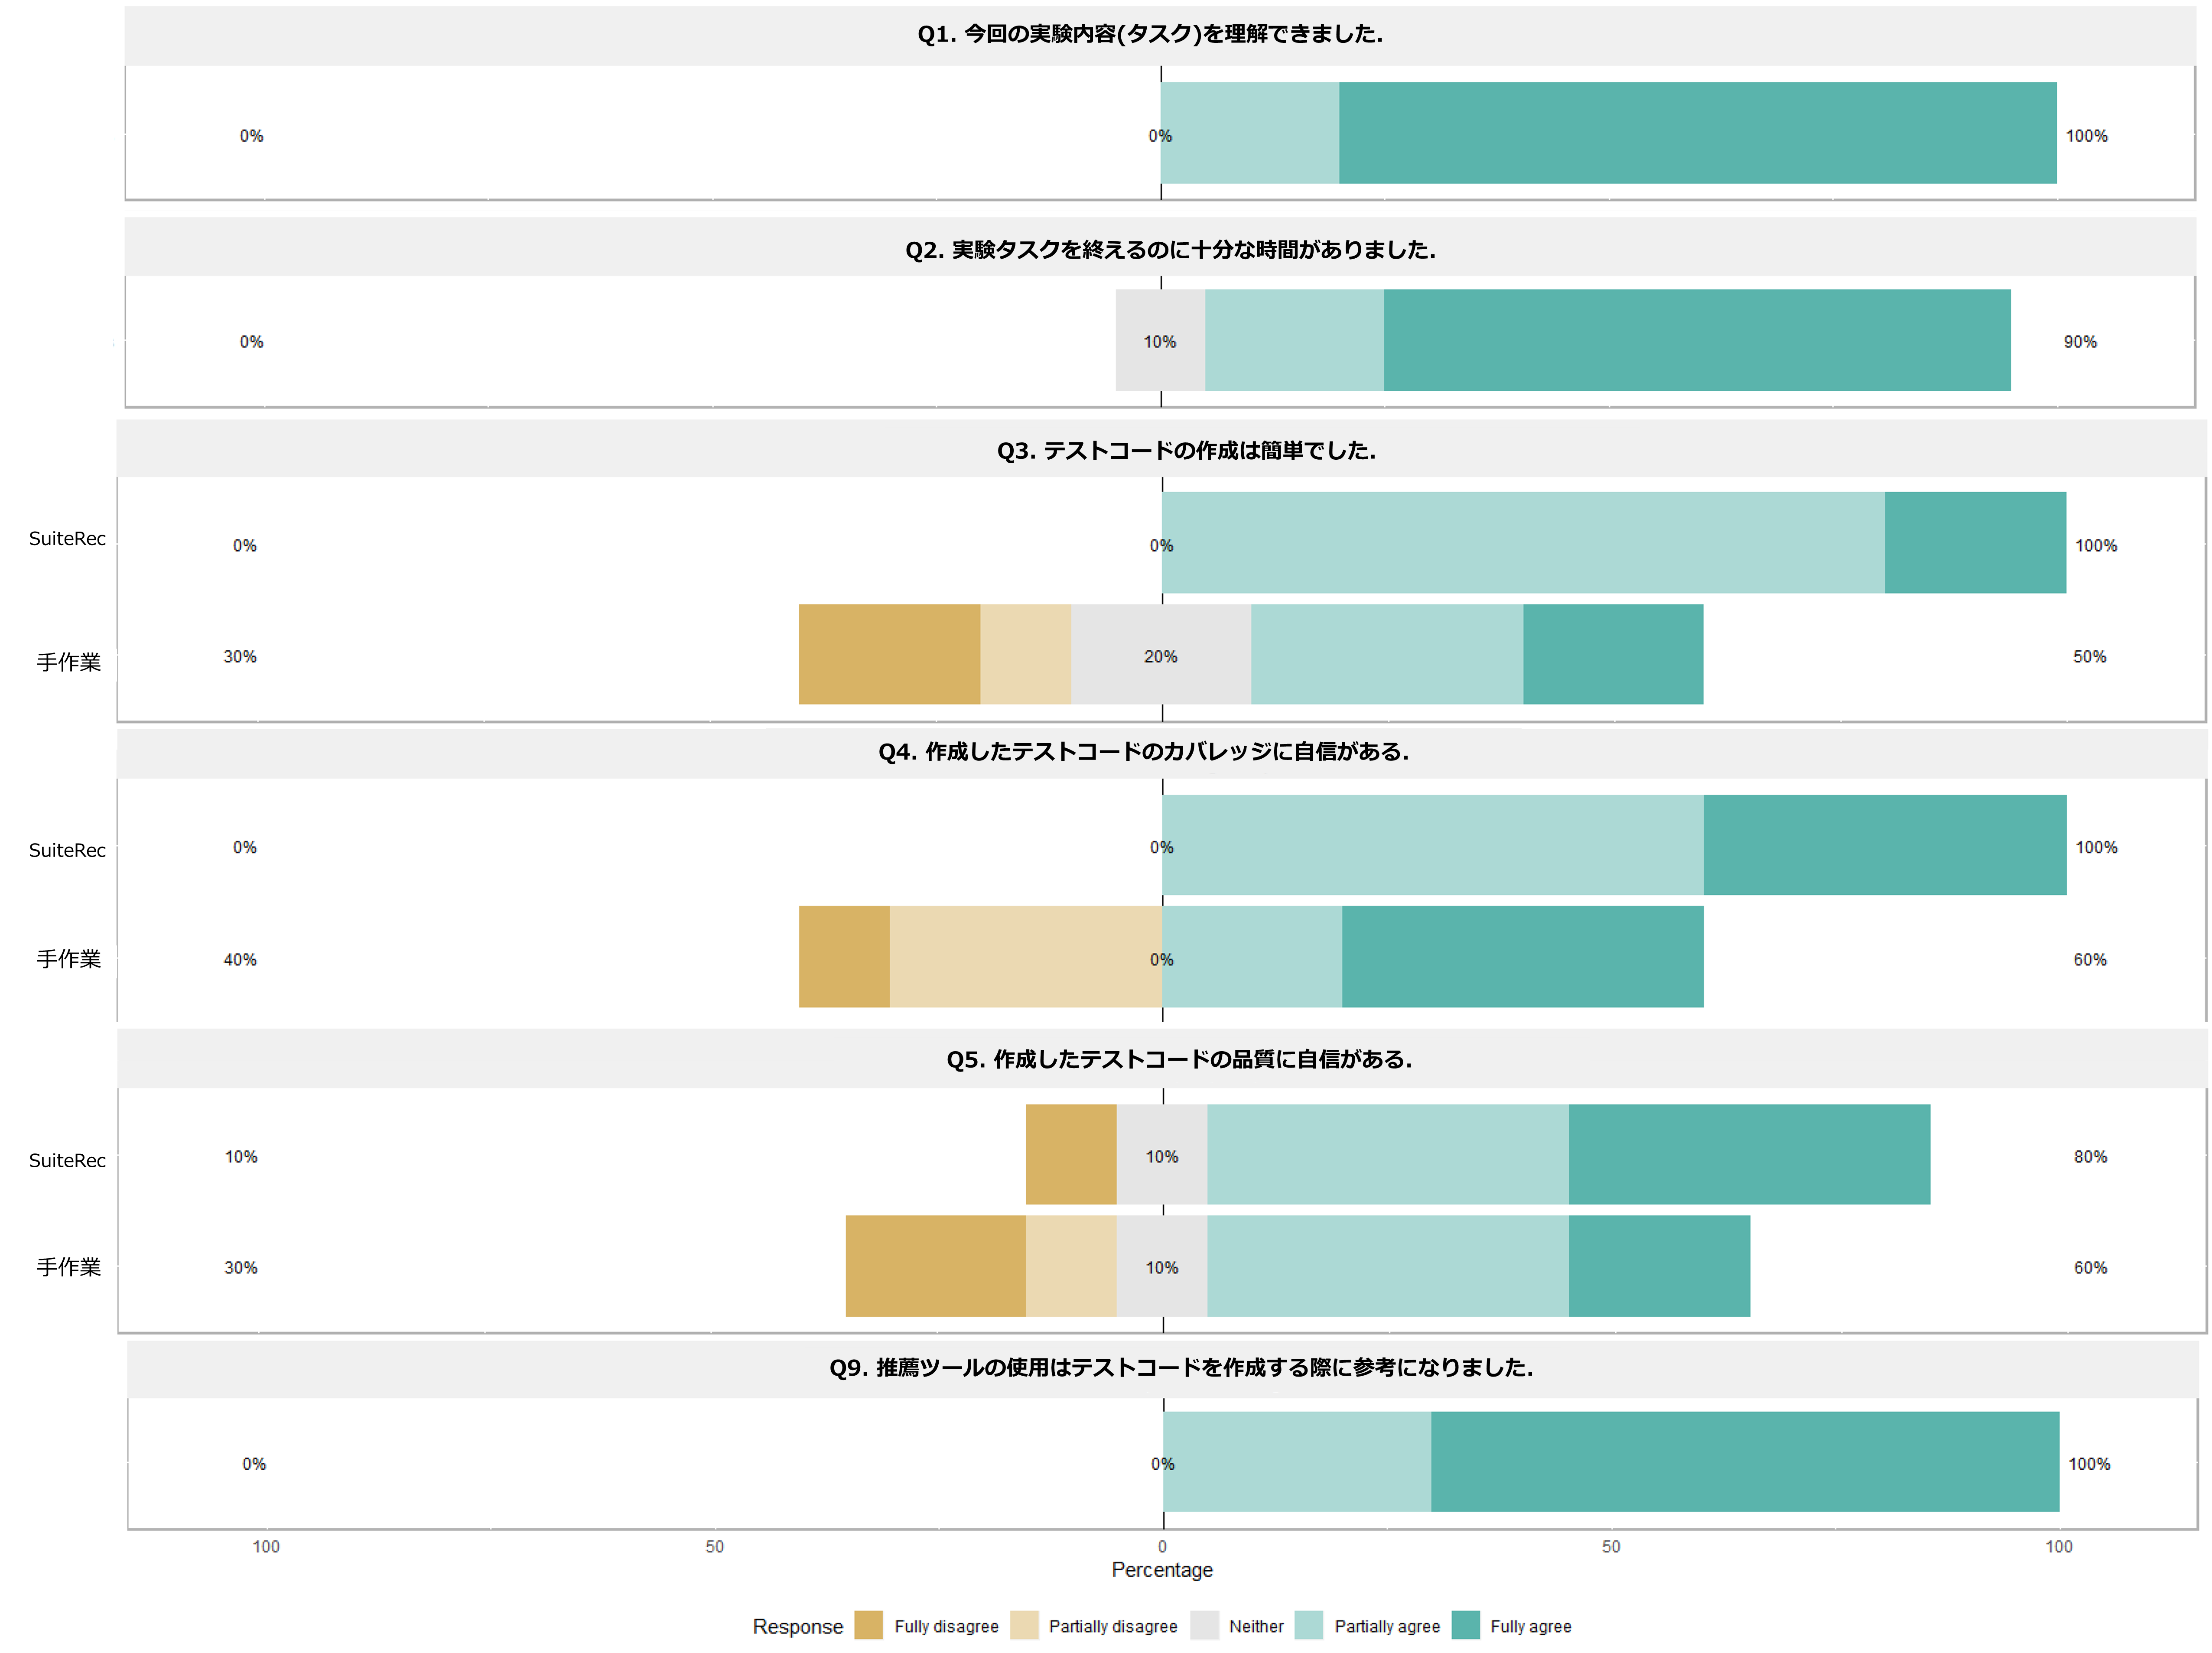 Q1. 今回の実験内容(タスク)を理解できました.
0% 0% 100%
Q2. 実験タスクを終えるのに十分な時間がありました.
0% 10% 90%
Q3. テストコードの作成は簡単でした.
SuiteRec 0% 0% 100%
手作業 30% 20% 50%
Q4. 作成したテストコードのカバレッジに自信がある.
SuiteRec 0% 0% 100%
手作業 40% 0% 60%
Q5. 作成したテストコードの品質に自信がある.
SuiteRec 10% 10% 80%
手作業 30% 10% 60%
Q9. 推薦ツールの使用はテストコードを作成する際に参考になりました.
0% 0% 100%
100 50 0 50 100
Percentage
Response Fully disagree Partially disagree Neither Partially agree Fully agree